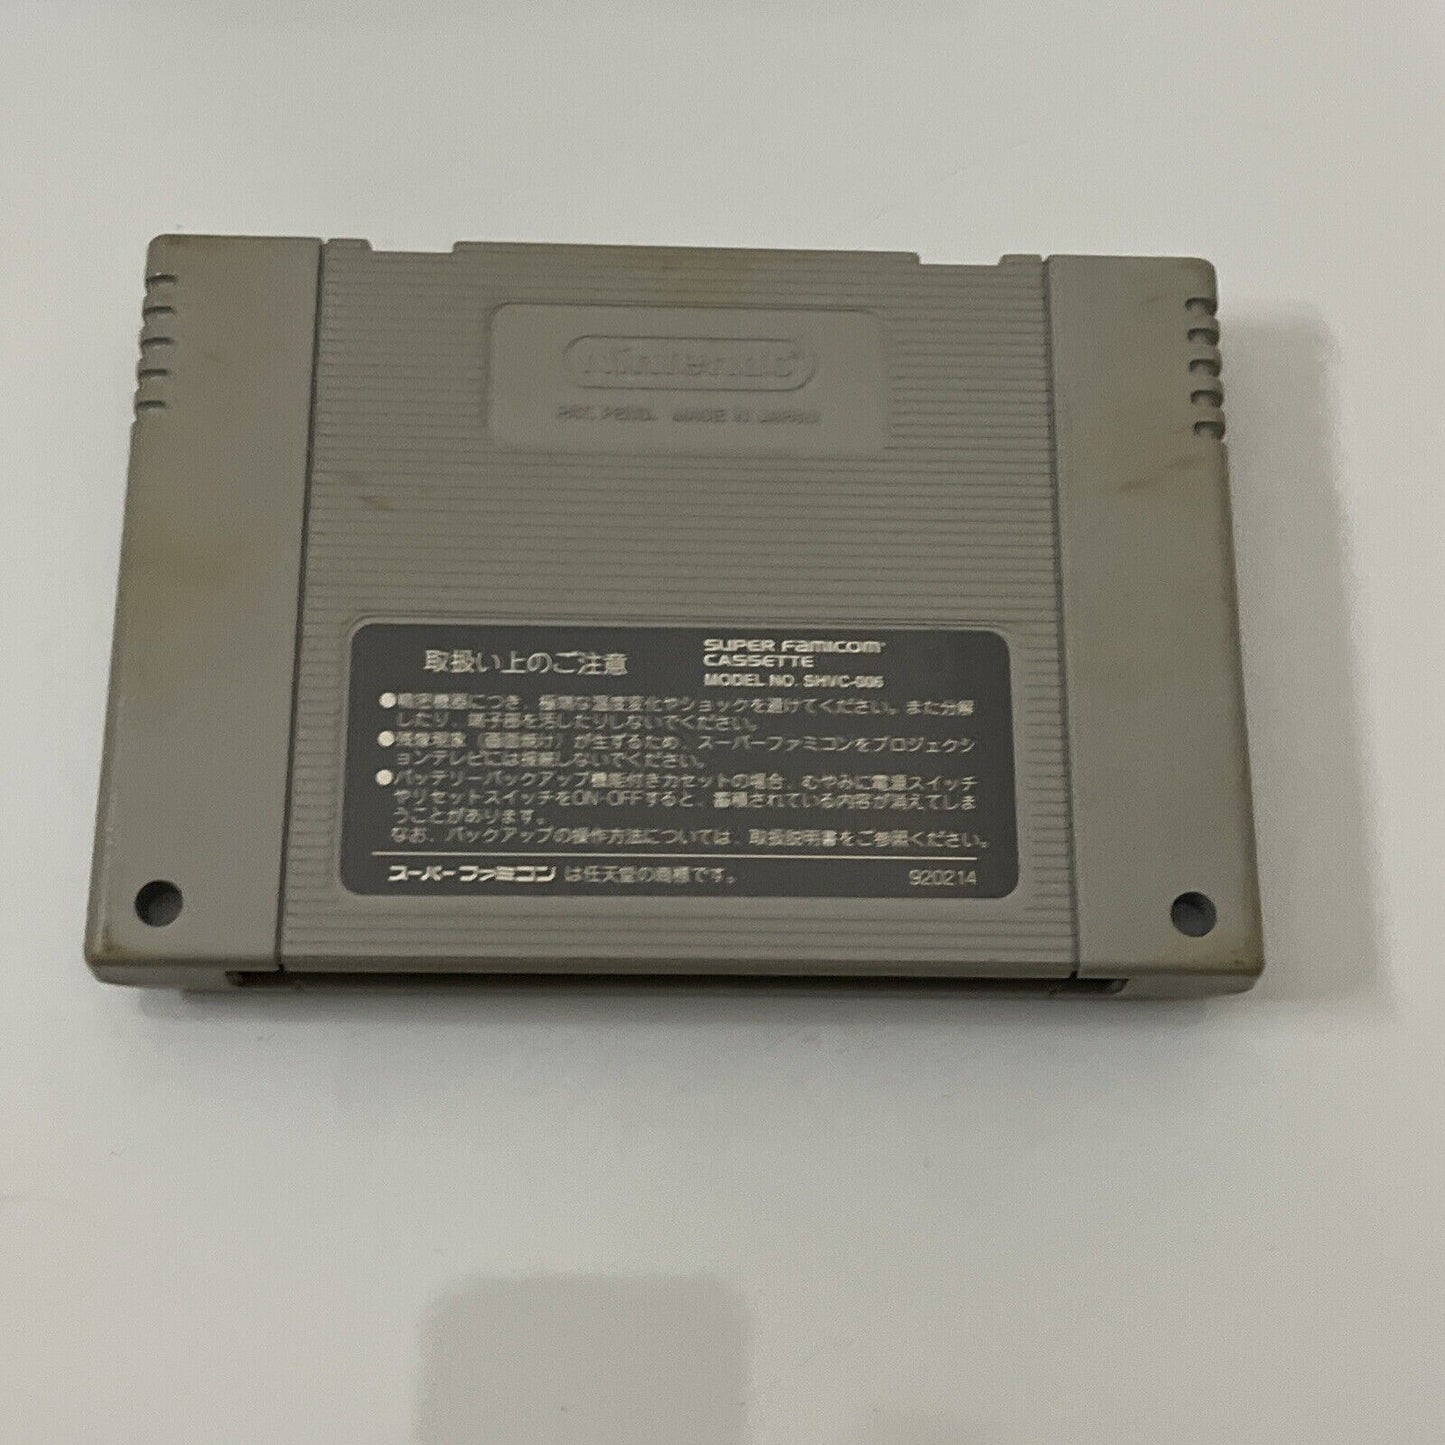 Nintendo®
PAT. PEND. MADE IN JAPAN
取扱い上のご注意
SUPER Famicom
CASSETTE
MODEL NO. SHVC-006
●精密機器につき、極端な温度変化やショックを避けてください。また分解
したり、端子部を汚したりしないでください。
●残像現象(画面焼け)が生ずるため、スーパーファミコンをプロジェクシ
ョンテレビには接続しないでください。
●バッテリーバックアップ機能付きカセットの場合、むやみに電源スイッチ
やリセットスイッチをON-OFFすると、蓄積されている内容が消えてしま
うことがあります。
なお、バックアップの操作方法については、取扱説明書をご参照ください。
スーパーファミコン は任天堂の商標です。
920214